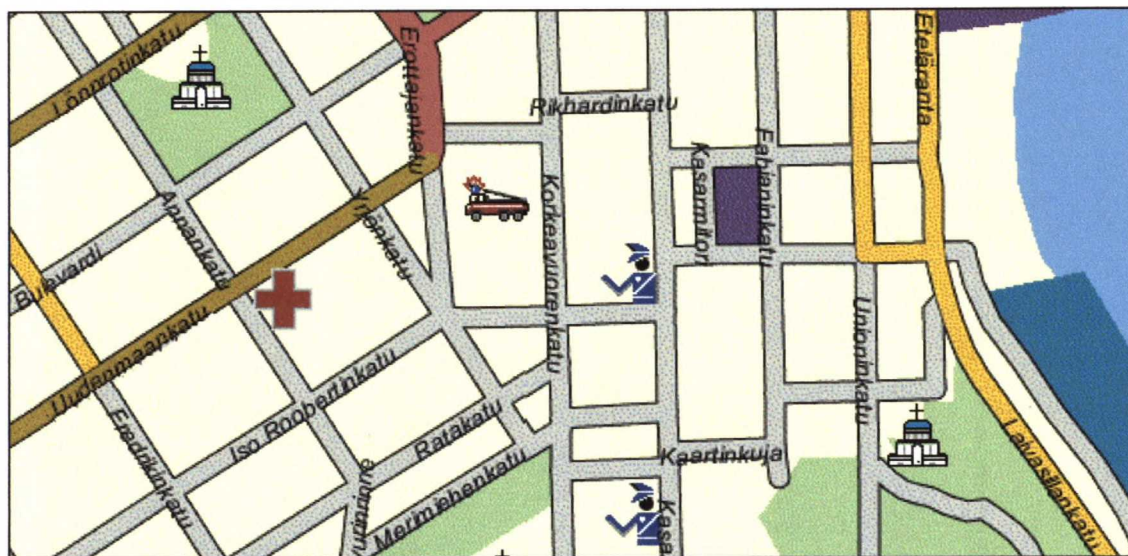 Lönnrotinkatu
Erottajankatu
Eteläranta
Rikhardinkatu
Fabianinkatu
Kasarmitori
Korkeavuorenkatu
Annankatu
Yrjönkatu
Bulevardi
Uudenmaankatu
Unioninkatu
Iso Roobertinkatu
Ratakatu
Fredrikinkatu
Merimiehenkatu
Kaartinkuja
Laivasillankatu
Kasa